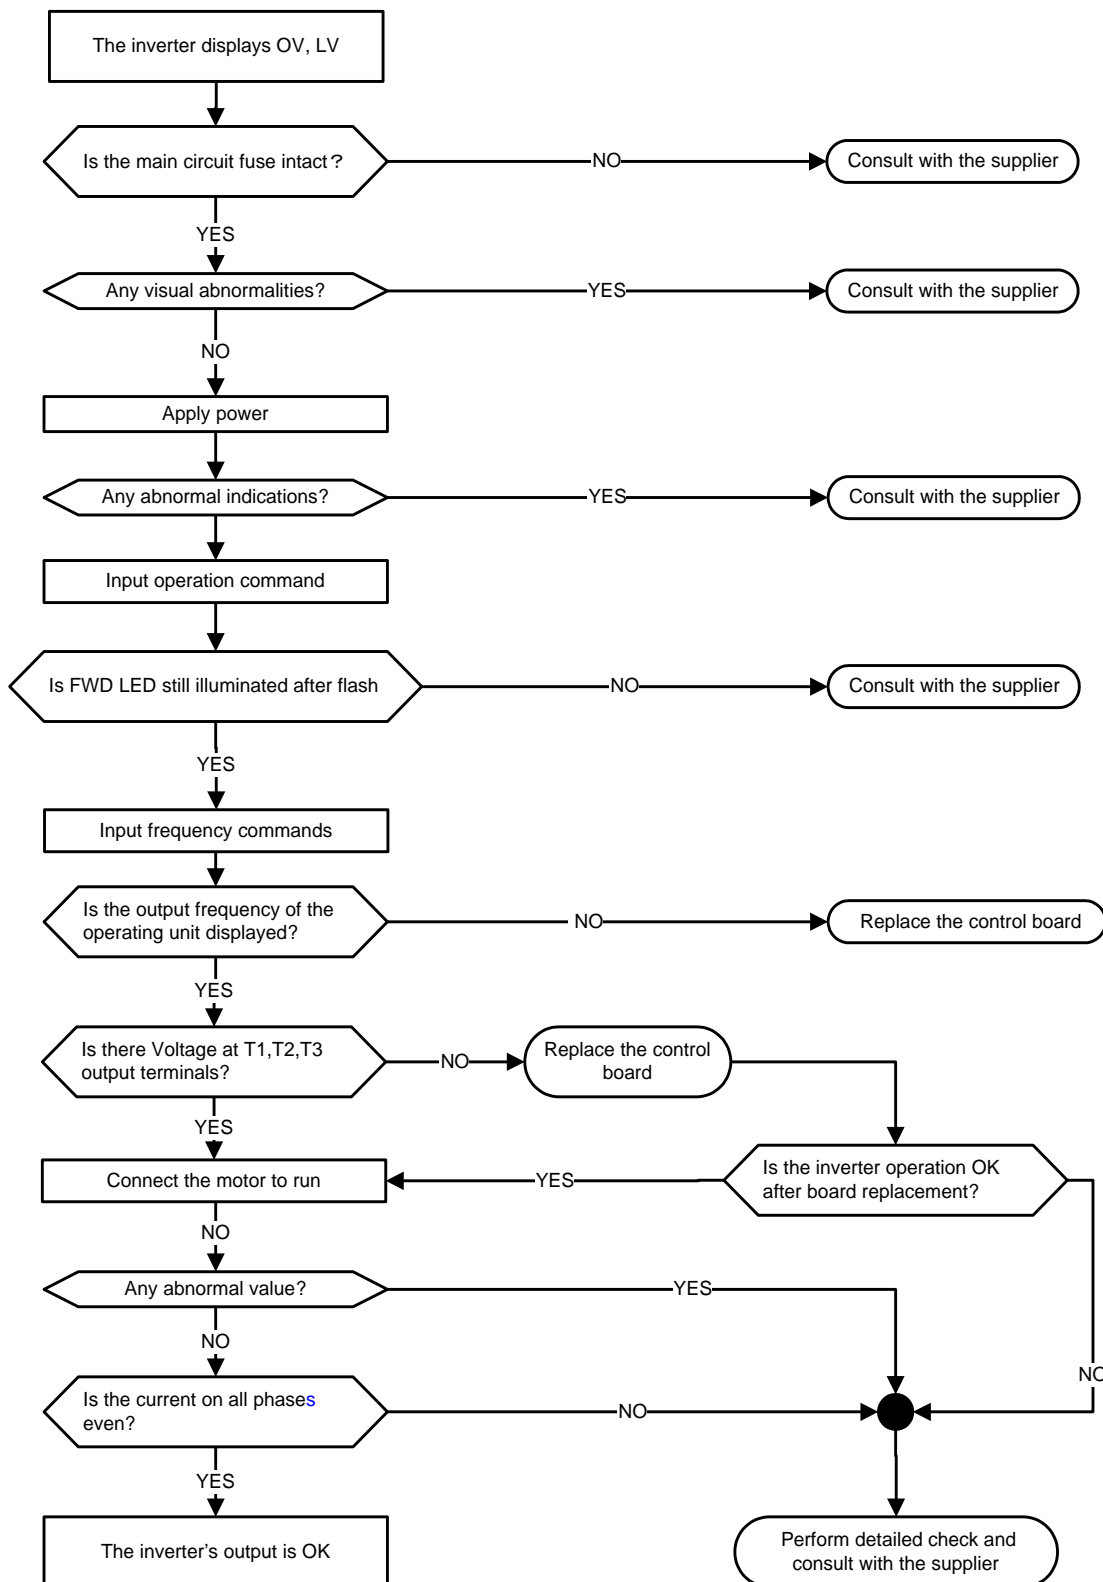 The inverter displays OV, LV
Is the main circuit fuse intact?
NO
Consult with the supplier
YES
Any visual abnormalities?
YES
Consult with the supplier
NO
Apply power
Any abnormal indications?
YES
Consult with the supplier
Input operation command
Is FWD LED still illuminated after flash
NO
Consult with the supplier
YES
Input frequency commands
Is the output frequency of the
operating unit displayed?
NO
Replace the control board
YES
Is there Voltage at T1,T2,T3
output terminals?
NO
Replace the control
board
YES
Connect the motor to run
YES
Is the inverter operation OK
after board replacement?
NO
Any abnormal value?
YES
NO
NO
Is the current on all phases
even?
NO
YES
The inverter’s output is OK
Perform detailed check and
consult with the supplier